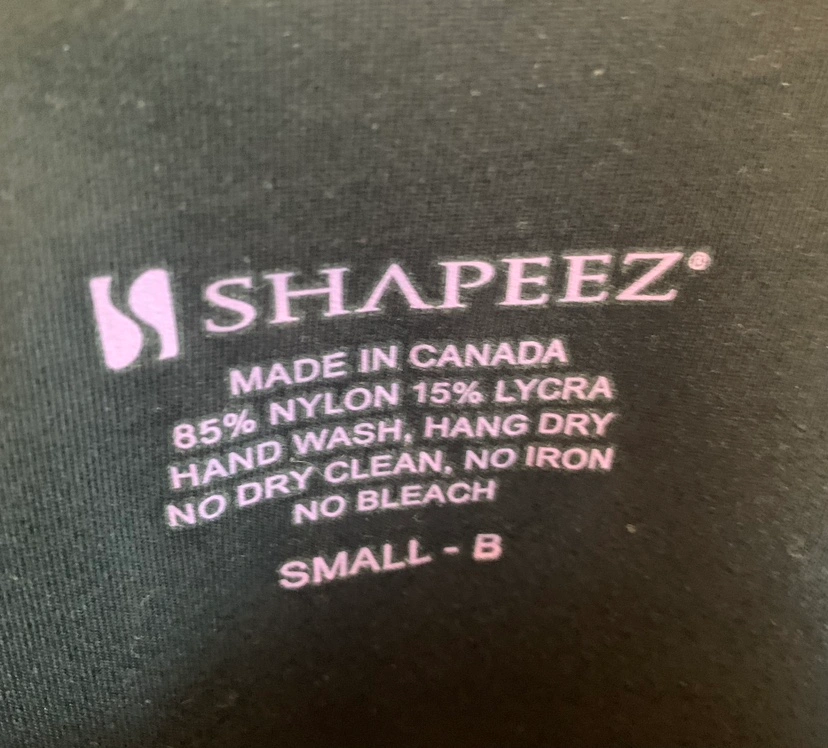 SHAPEEZ®
MADE IN CANADA
85% NYLON 15% LYCRA
HAND WASH, HANG DRY
NO DRY CLEAN, NO IRON
NO BLEACH
SMALL - B